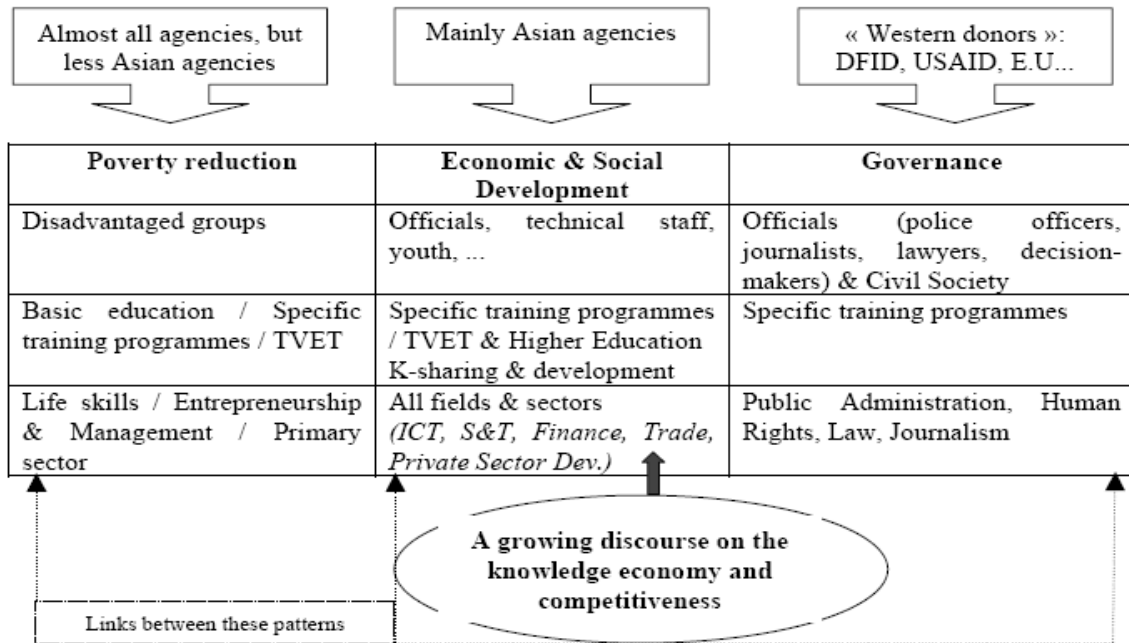 Almost all agencies, but
less Asian agencies
Mainly Asian agencies
« Western donors »:
DFID, USAID, E.U...
Poverty reduction
Economic & Social
Development
Governance
Disadvantaged groups
Officials, technical staff,
youth, ...
Officials (police officers,
journalists, lawyers, decision-
makers) & Civil Society
Basic education / Specific
training programmes / TVET
Specific training programmes
/ TVET & Higher Education
K-sharing & development
Specific training programmes
Life skills / Entrepreneurship
& Management / Primary
sector
All fields & sectors
(ICT, S&T, Finance, Trade,
Private Sector Dev.)
Public Administration, Human
Rights, Law, Journalism
A growing discourse on the
knowledge economy and
competitiveness
Links between these patterns